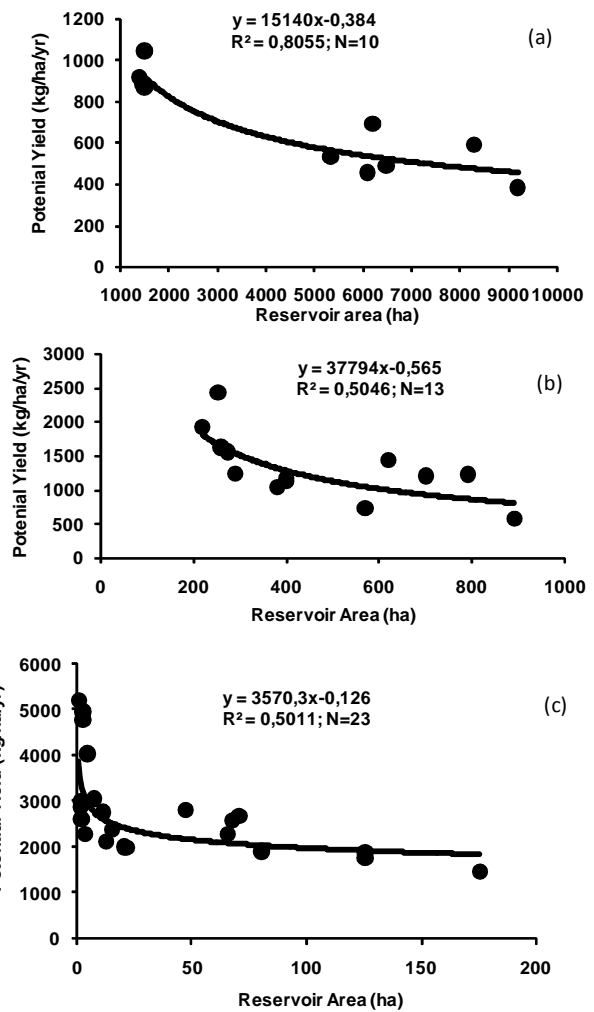 y = 15140x-0,384
R² = 0,8055; N=10
(a)
Potenial Yield (kg/ha/yr)
1200
1000
800
600
400
200
0
1000 2000 3000 4000 5000 6000 7000 8000 9000 10000
Reservoir area (ha)
y = 37794x-0,565
R² = 0,5046; N=13
(b)
Potenial Yield (kg/ha/yr)
3000
2500
2000
1500
1000
500
0
0 200 400 600 800 1000
Reservoir Area (ha)
y = 3570,3x-0,126
R² = 0,5011; N=23
(c)
6000
5000
4000
3000
2000
1000
0
0 50 100 150 200
Reservoir Area (ha)